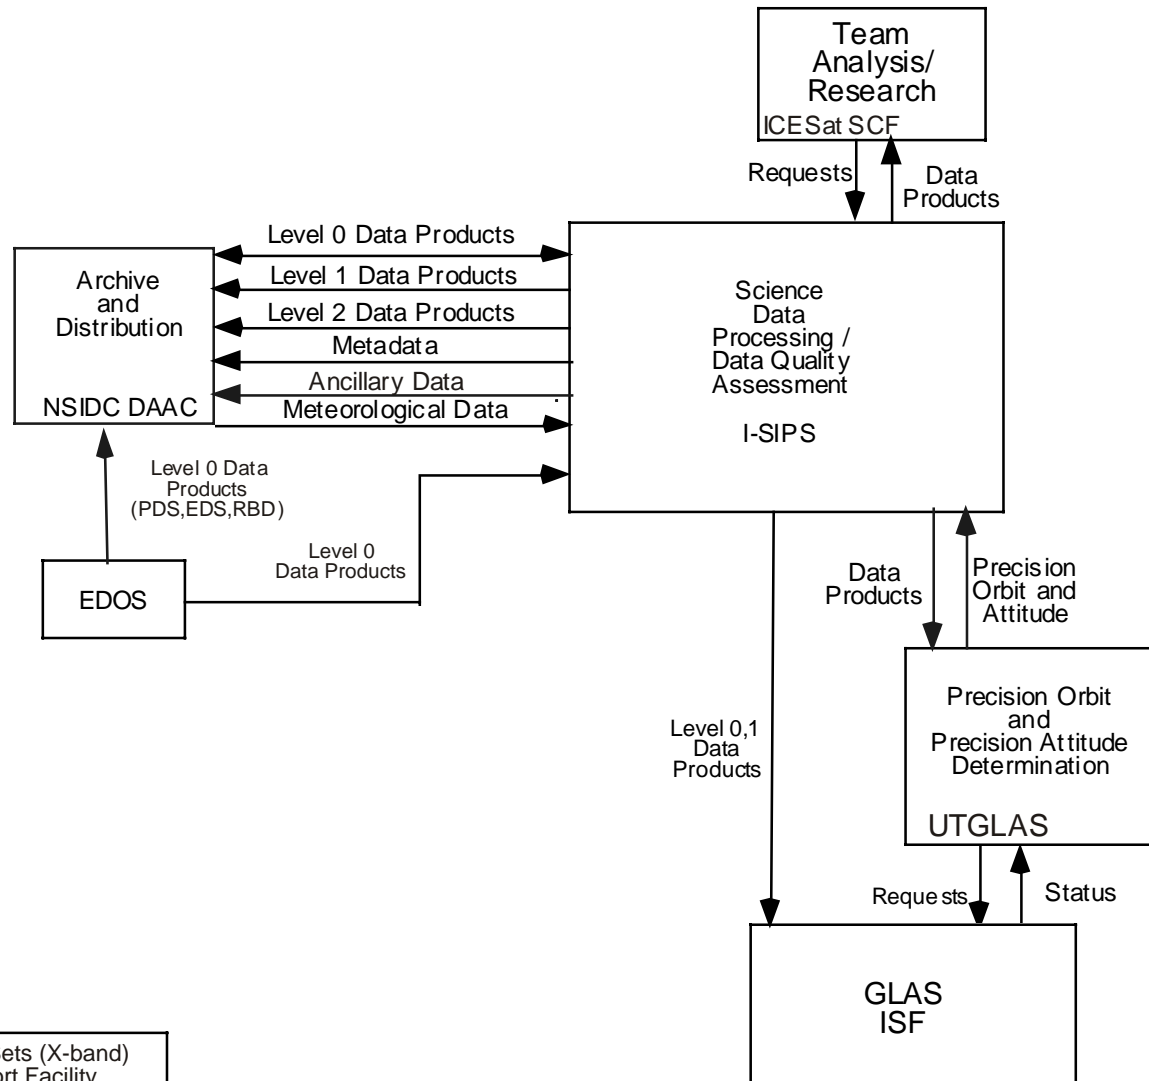 Team
Analysis/
Research
ICESat SCF
Requests
Data
Products
Level 0 Data Products
Level 1 Data Products
Level 2 Data Products
Metadata
Ancillary Data
Meteorological Data
Archive
and
Distribution
NSIDC DAAC
Science
Data
Processing /
Data Quality
Assessment
I-SIPS
Level 0 Data
Products
(PDS,EDS,RBD)
Level 0
Data Products
EDOS
Data
Products
Precision
Orbit and
Attitude
Precision Orbit
and
Precision Attitude
Determination
UTGLAS
Level 0,1
Data
Products
Requests
Status
GLAS
ISF
(X-band)
Facility